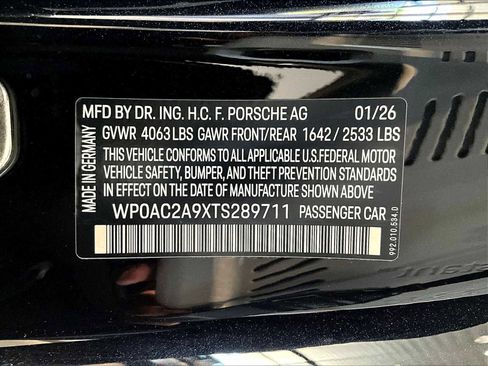 MFD BY DR. ING. H.C. F. PORSCHE AG 01/26
GVWR 4063 LBS GAWR FRONT/REAR 1642 / 2533 LBS
THIS VEHICLE CONFORMS TO ALL APPLICABLE U.S. FEDERAL MOTOR
VEHICLE SAFETY, BUMPER, AND THEFT PREVENTION STANDARDS
IN EFFECT ON THE DATE OF MANUFACTURE SHOWN ABOVE.
WP0AC2A9XTS289711 PASSENGER CAR
MADE IN GERMANY
992.010.534.D